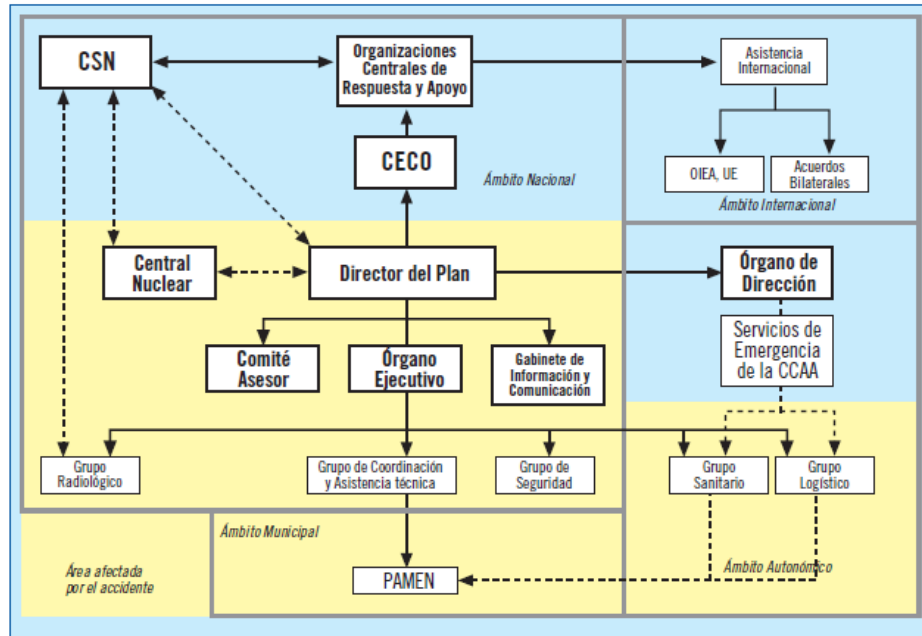 CSN
Organizaciones
Centrales de
Respuesta y Apoyo
Asistencia
Internacional
CECO
Ámbito Nacional
OIEA, UE
Acuerdos
Bilaterales
Ámbito Internacional
Central
Nuclear
Director del Plan
Órgano de
Dirección
Servicios de
Emergencia
de la CCAA
Comité
Asesor
Órgano
Ejecutivo
Gabinete de
Información y
Comunicación
Grupo
Radiológico
Grupo de Coordinación
y Asistencia técnica
Grupo de
Seguridad
Grupo
Sanitario
Grupo
Logístico
Ámbito Municipal
Área afectada
por el accidente
PAMEN
Ámbito Autonómico